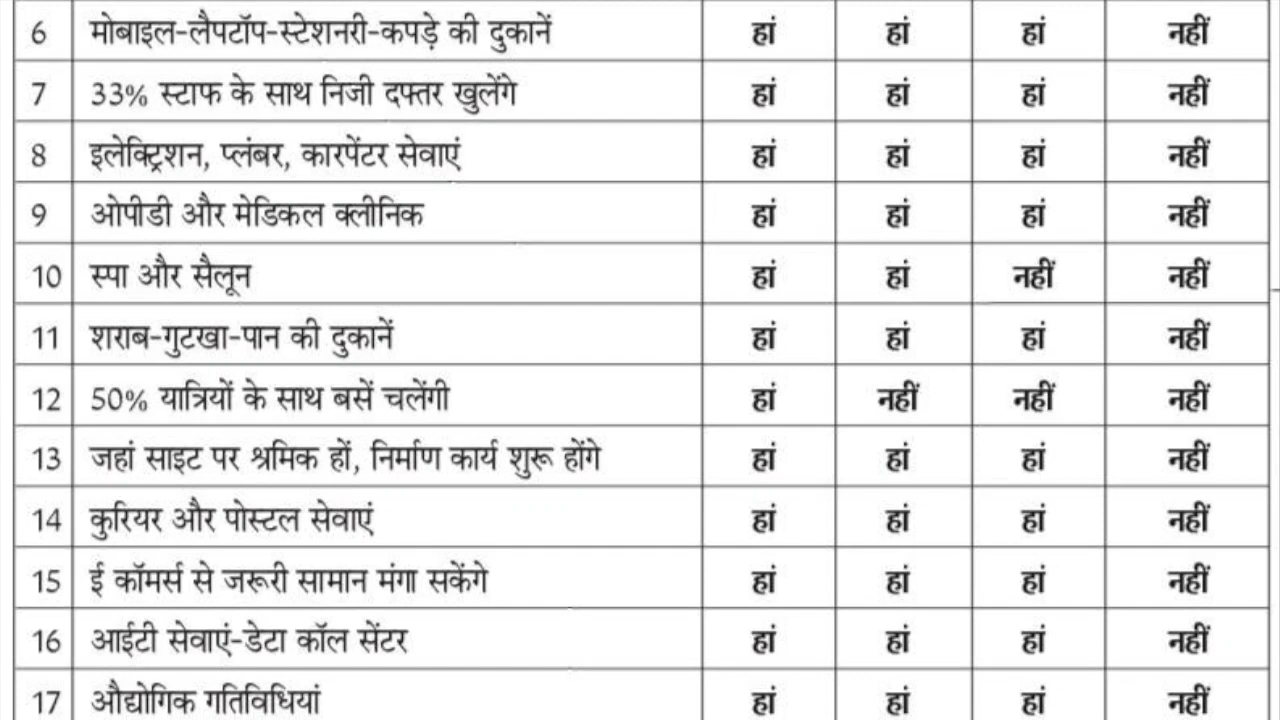 6 मोबाइल-लैपटॉप-स्टेशनरी-कपड़े की दुकानें हां हां हां नहीं
7 33% स्टाफ के साथ निजी दफ्तर खुलेंगे हां हां हां नहीं
8 इलेक्ट्रिशन, प्लंबर, कारपेंटर सेवाएं हां हां हां नहीं
9 ओपीडी और मेडिकल क्लीनिक हां हां हां नहीं
10 स्पा और सैलून हां हां नहीं नहीं
11 शराब-गुटखा-पान की दुकानें हां हां हां नहीं
12 50% यात्रियों के साथ बसें चलेंगी हां नहीं नहीं नहीं
13 जहां साइट पर श्रमिक हों, निर्माण कार्य शुरू होंगे हां हां हां नहीं
14 कुरियर और पोस्टल सेवाएं हां हां हां नहीं
15 ई कॉमर्स से जरूरी सामान मंगा सकेंगे हां हां हां नहीं
16 आईटी सेवाएं-डेटा कॉल सेंटर हां हां हां नहीं
17 औद्योगिक गतिविधियां हां हां हां नहीं